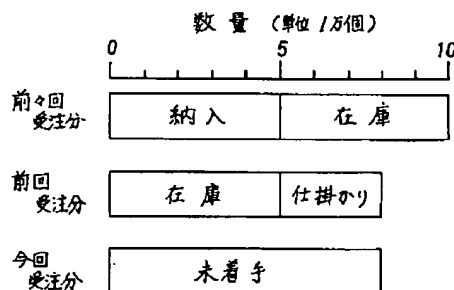 数量 (単位 1万個)
0 5 10
前々回受注分
納入 在庫
前回受注分
在庫 仕掛かり
今回受注分
未着手